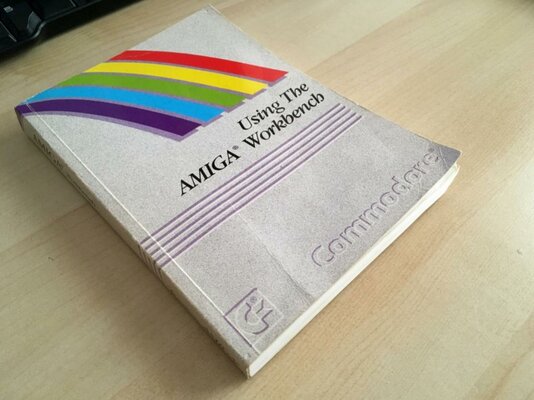 Using The
AMIGA® Workbench
Commodore®